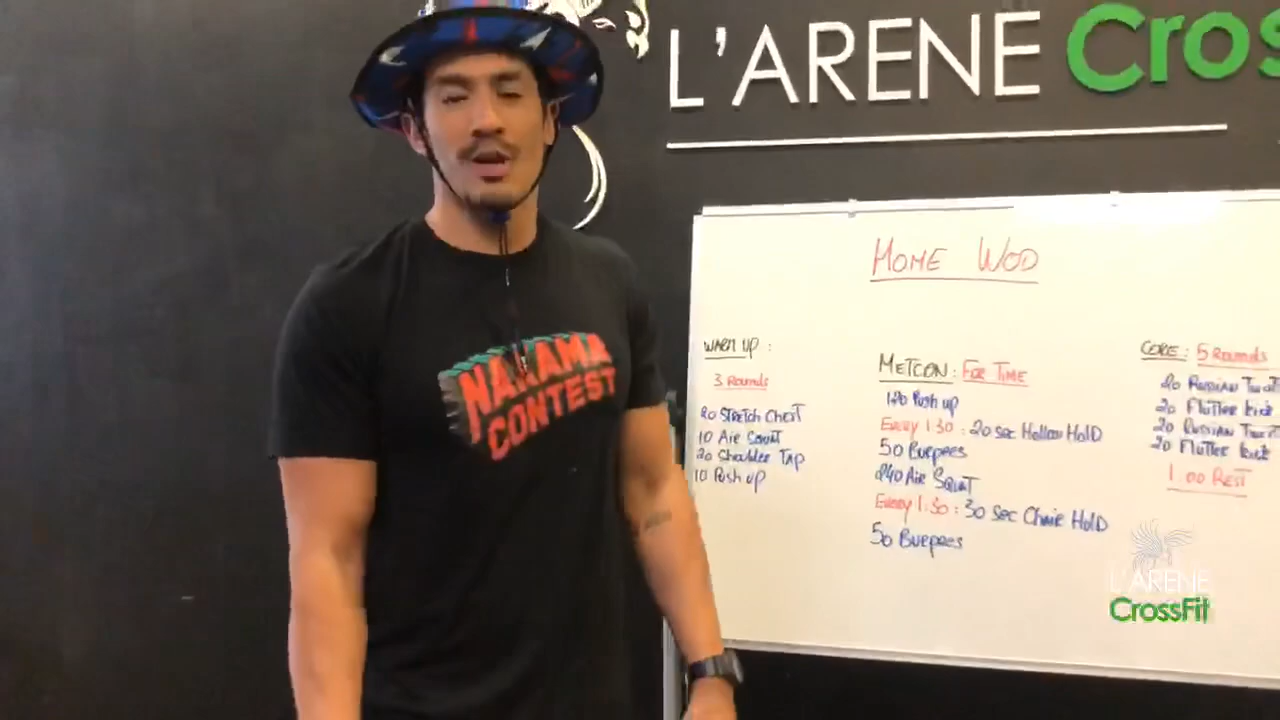 L'ARENE Cros
HOME WOD
WARM UP :
3 Rounds
20 STRETCH CHEST
10 Air Squat
20 Shoulder TAP
10 Push up
METCON : FOR TIME
120 Push up
Every 1:30 : 20 sec Hollow HOLD
50 Burpees
240 Air Squat
Every 1:30 : 30 sec Chair HOLD
50 Burpees
CORE : 5 Rounds
20 Russian Twist
20 Flutter kick
20 Russian Twist
20 Flutter kick
1:00 REST
NAKAMA
CONTEST
L'ARENE
CrossFit